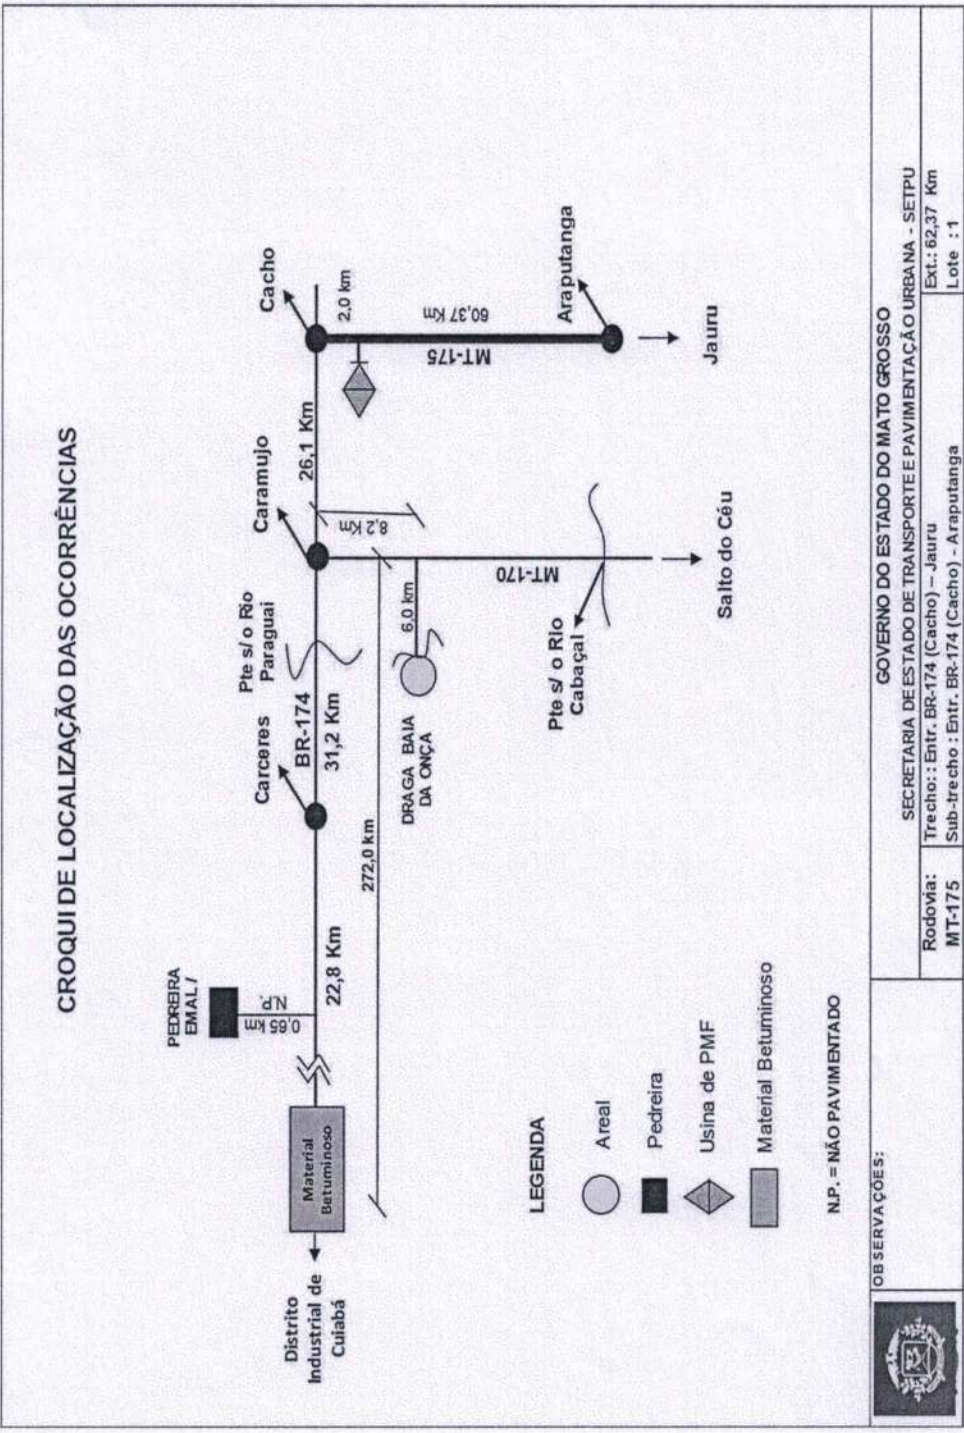 CROQUI DE LOCALIZAÇÃO DAS OCORRÊNCIAS
PEDREIRA
EMAL /
0,65 km
N.P.
Carceres
Pte s/ o Rio
Paraguai
Caramujo
Cacho
Material
Betuminoso
22,8 Km
BR-174
31,2 Km
26,1 Km
2,0 km
Distrito
Industrial de
Cuiabá
272,0 km
8,2 Km
6,0 km
DRAGA BAIA
DA ONÇA
MT-175
60,37 Km
MT-170
Pte s/ o Rio
Cabaçal
Araputanga
Salto do Céu
Jauru
LEGENDA
Areal
Pedreira
Usina de PMF
Material Betuminoso
N.P. = NÃO PAVIMENTADO
OBSERVAÇÕES:
GOVERNO DO ESTADO DO MATO GROSSO
SECRETARIA DE ESTADO DE TRANSPORTE E PAVIMENTAÇÃO URBANA - SETPU
Rodovia:
MT-175
Trecho: : Entr. BR-174 (Cacho) – Jauru
Sub-trecho : Entr. BR-174 (Cacho) - Araputanga
Ext.: 62,37 Km
Lote : 1